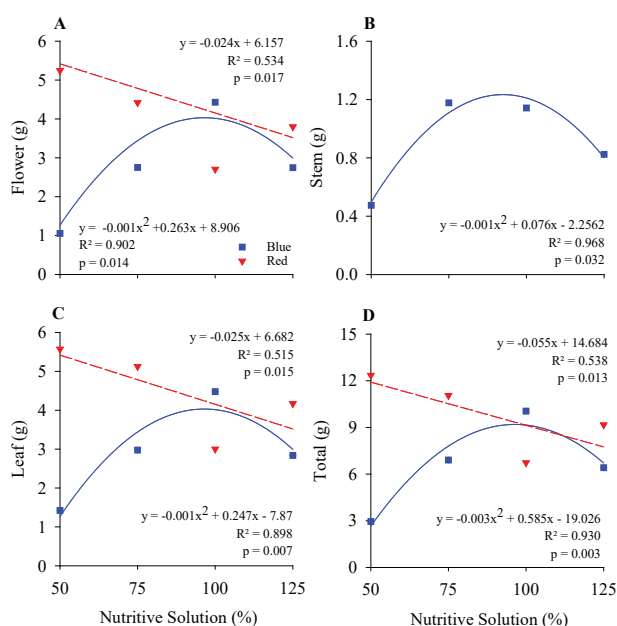 A
6
5
4
3
2
1
0
Flower (g)
y = -0.024x + 6.157
R² = 0.534
p = 0.017
y = -0.001x² +0.263x + 8.906
R² = 0.902
p = 0.014
Blue
Red
B
1.6
1.2
0.8
0.4
0.0
Stem (g)
y = -0.001x² + 0.076x - 2.2562
R² = 0.968
p = 0.032
C
6
5
4
3
2
1
0
Leaf (g)
y = -0.025x + 6.682
R² = 0.515
p = 0.015
y = -0.001x² + 0.247x - 7.87
R² = 0.898
p = 0.007
50 75 100 125
Nutritive Solution (%)
D
15
12
9
6
3
0
Total (g)
y = -0.055x + 14.684
R² = 0.538
p = 0.013
y = -0.003x² + 0.585x - 19.026
R² = 0.930
p = 0.003
50 75 100 125
Nutritive Solution (%)